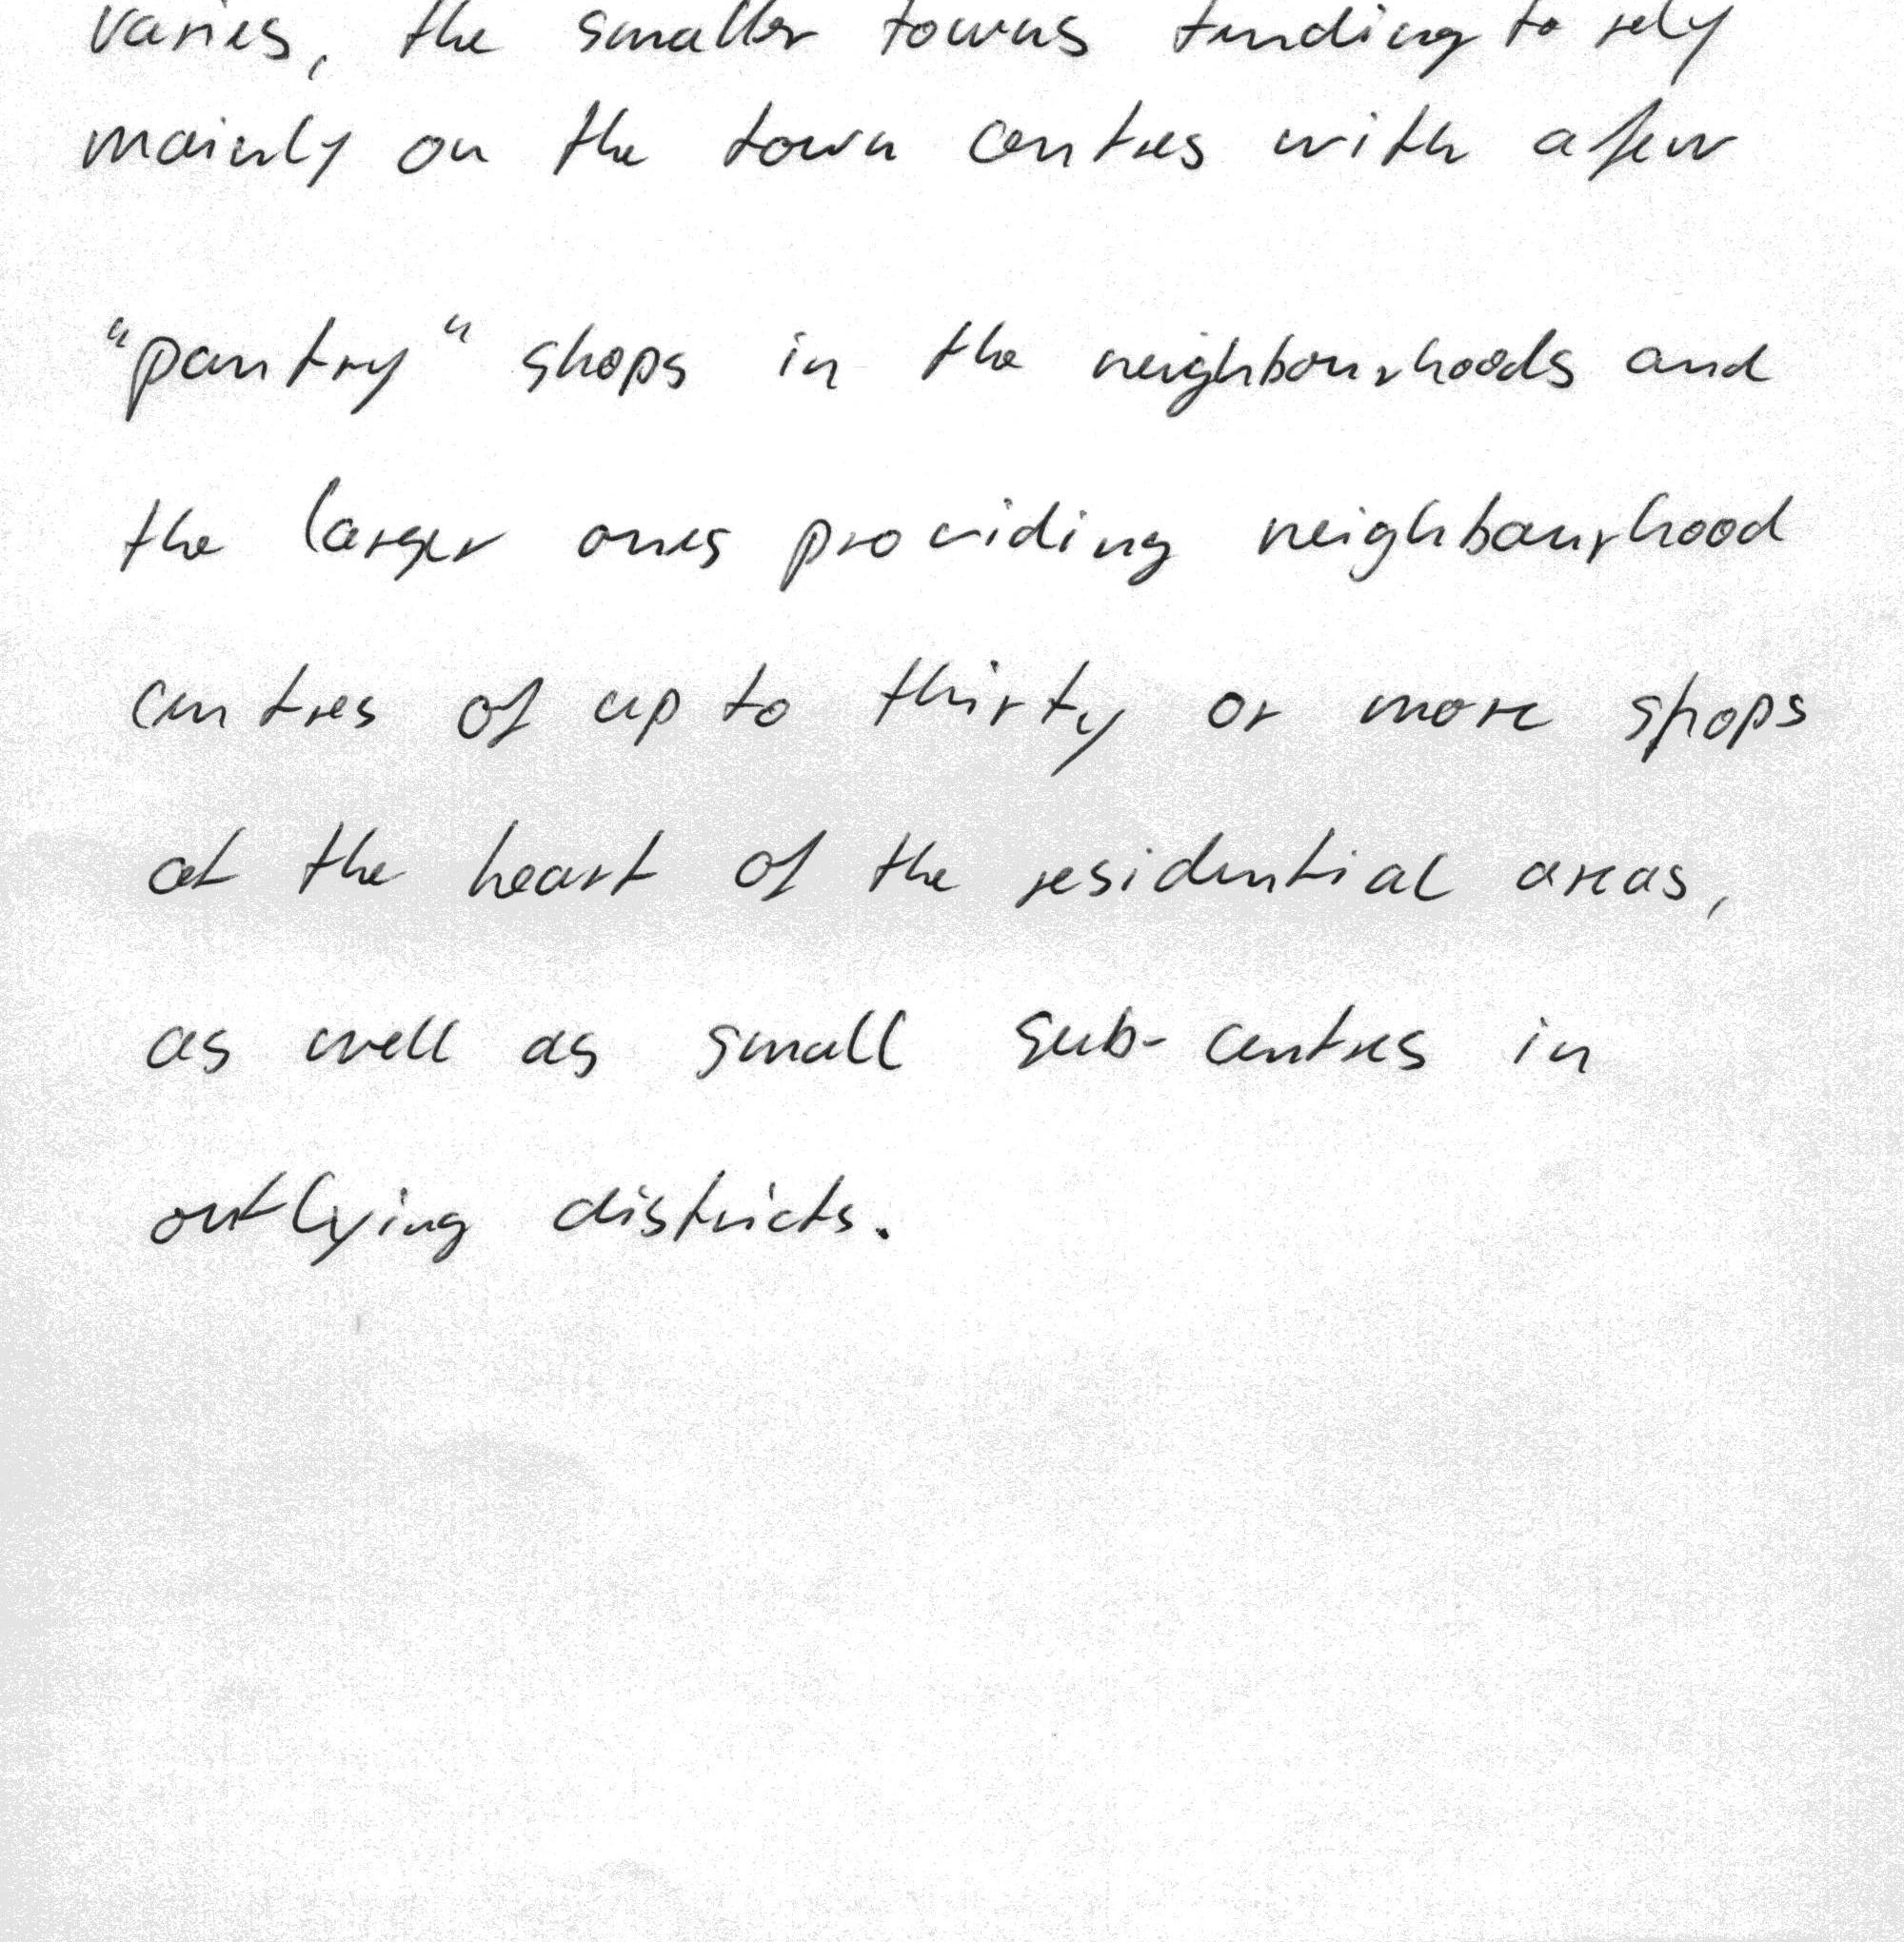 varies, the smaller towns tending to rely
mainly on the town centres with a few
"pantry" shops in the neighbourhoods and
the larger ones providing neighbourhood
centres of up to thirty or more shops
at the heart of the residential areas,
as well as small sub-centres in
outlying districts.